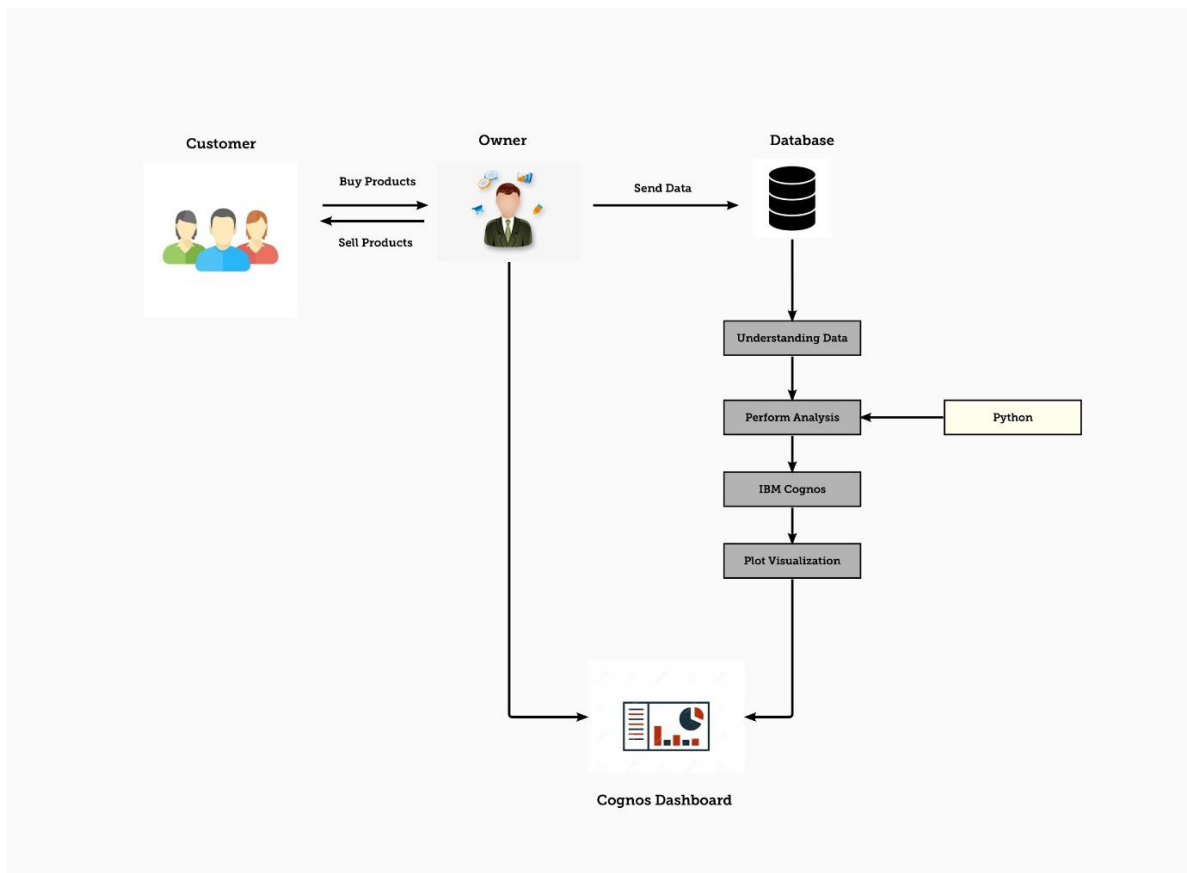 Customer
Owner
Database
Buy Products
Sell Products
Send Data
Understanding Data
Perform Analysis
Python
IBM Cognos
Plot Visualization
Cognos Dashboard